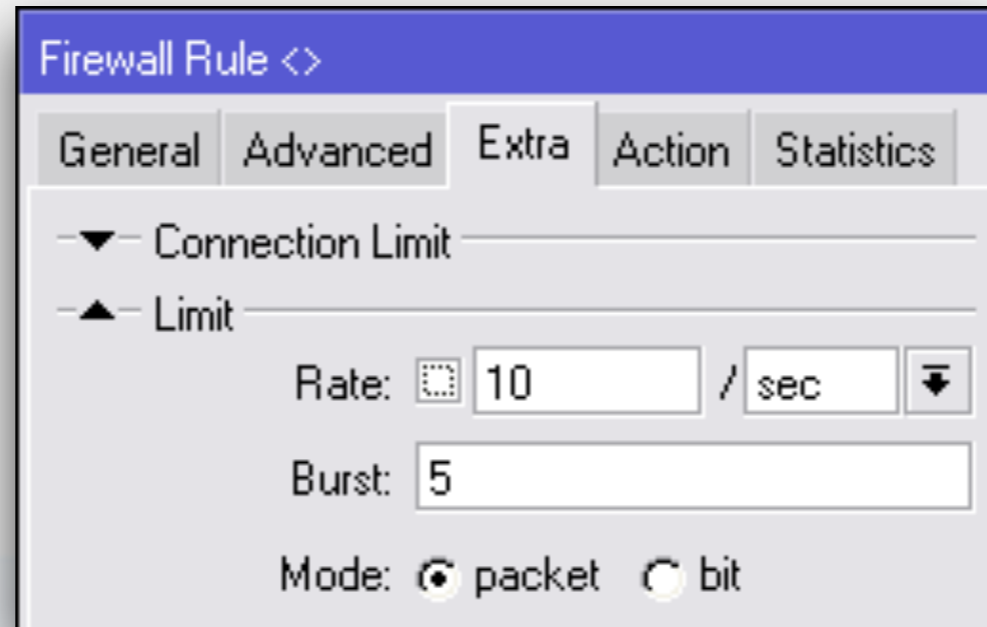 Firewall Rule <>
General Advanced Extra Action Statistics
Connection Limit
Limit
Rate: 10 / sec
Burst: 5
Mode: packet bit